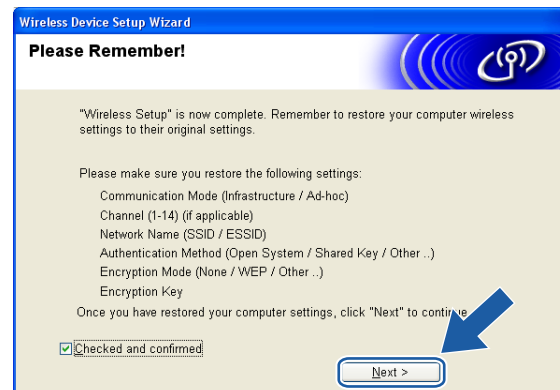 Wireless Device Setup Wizard
Please Remember!
"Wireless Setup" is now complete. Remember to restore your computer wireless
settings to their original settings.
Please make sure you restore the following settings:
Communication Mode (Infrastructure / Ad-hoc)
Channel (1-14) (if applicable)
Network Name (SSID / ESSID)
Authentication Method (Open System / Shared Key / Other ..)
Encryption Mode (None / WEP / Other ..)
Encryption Key
Once you have restored your computer settings, click "Next" to continue
Checked and confirmed
Next >